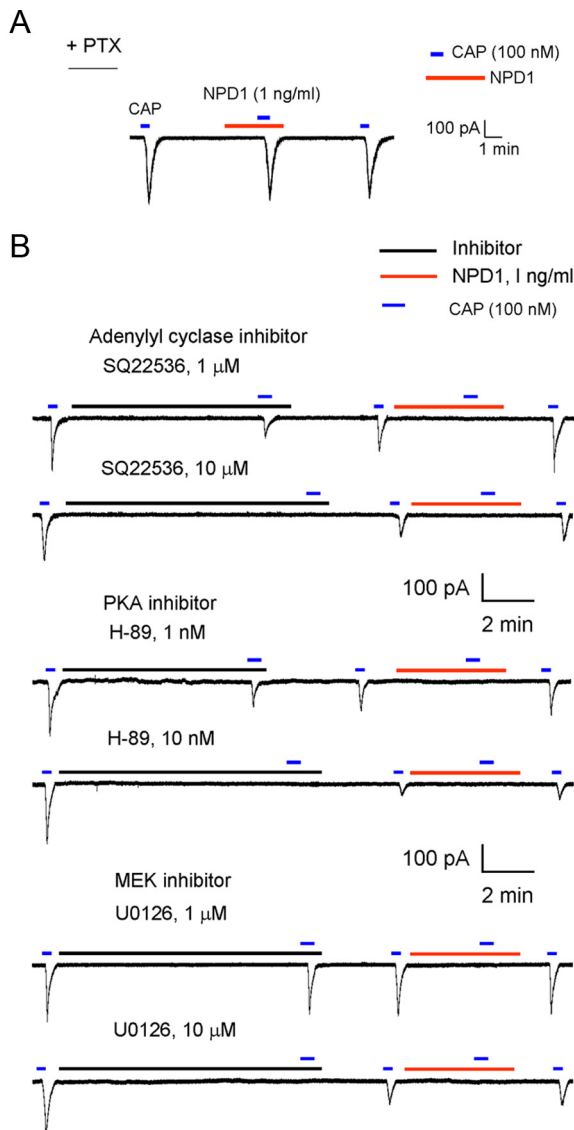 A
+ PTX
CAP
NPD1 (1 ng/ml)
CAP (100 nM)
NPD1
100 pA
1 min
B
Inhibitor
NPD1, I ng/ml
CAP (100 nM)
Adenylyl cyclase inhibitor
SQ22536, 1 μM
SQ22536, 10 μM
100 pA
2 min
PKA inhibitor
H-89, 1 nM
H-89, 10 nM
100 pA
2 min
MEK inhibitor
U0126, 1 μM
U0126, 10 μM